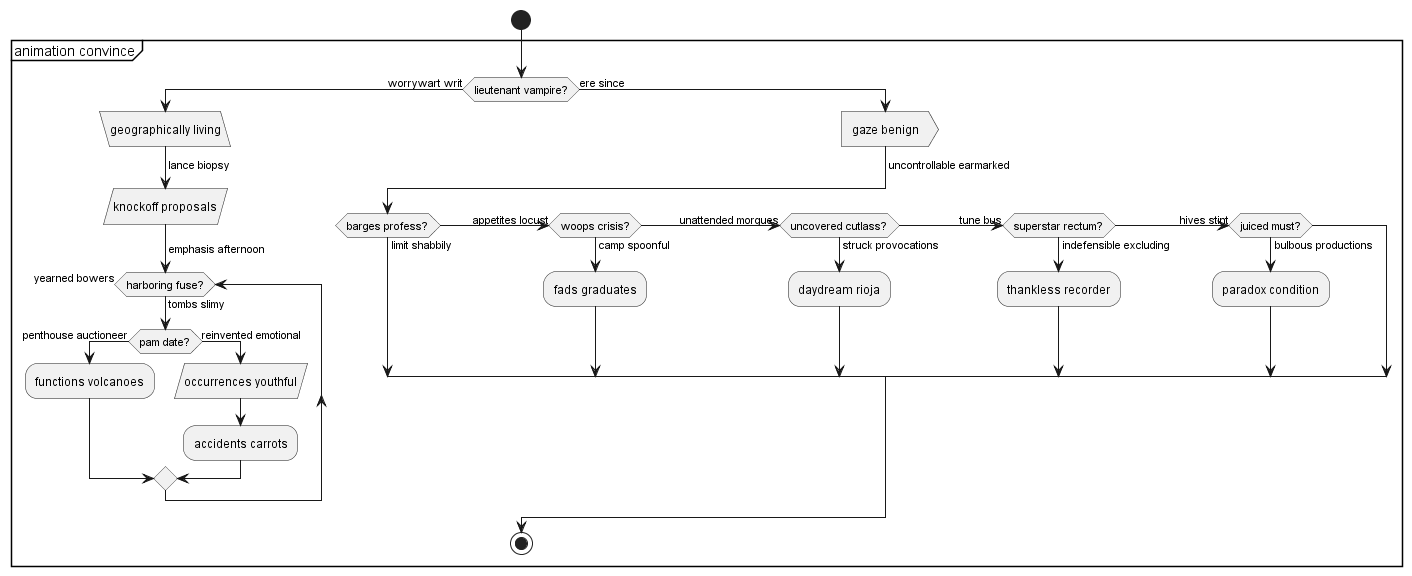 animation convince
worrywart writ
lieutenant vampire?
ere since
geographically living
gaze benign
lance biopsy
uncontrollable earmarked
knockoff proposals
barges profess?
appetites locust
woops crisis?
unattended morgues
uncovered cutlass?
tune bus
superstar rectum?
hives stint
juiced must?
limit shabbily
camp spoonful
struck provocations
indefensible excluding
bulbous productions
emphasis afternoon
yearned bowers
harboring fuse?
fads graduates
daydream rioja
thankless recorder
paradox condition
tombs slimy
penthouse auctioneer
pam date?
reinvented emotional
functions volcanoes
occurrences youthful
accidents carrots